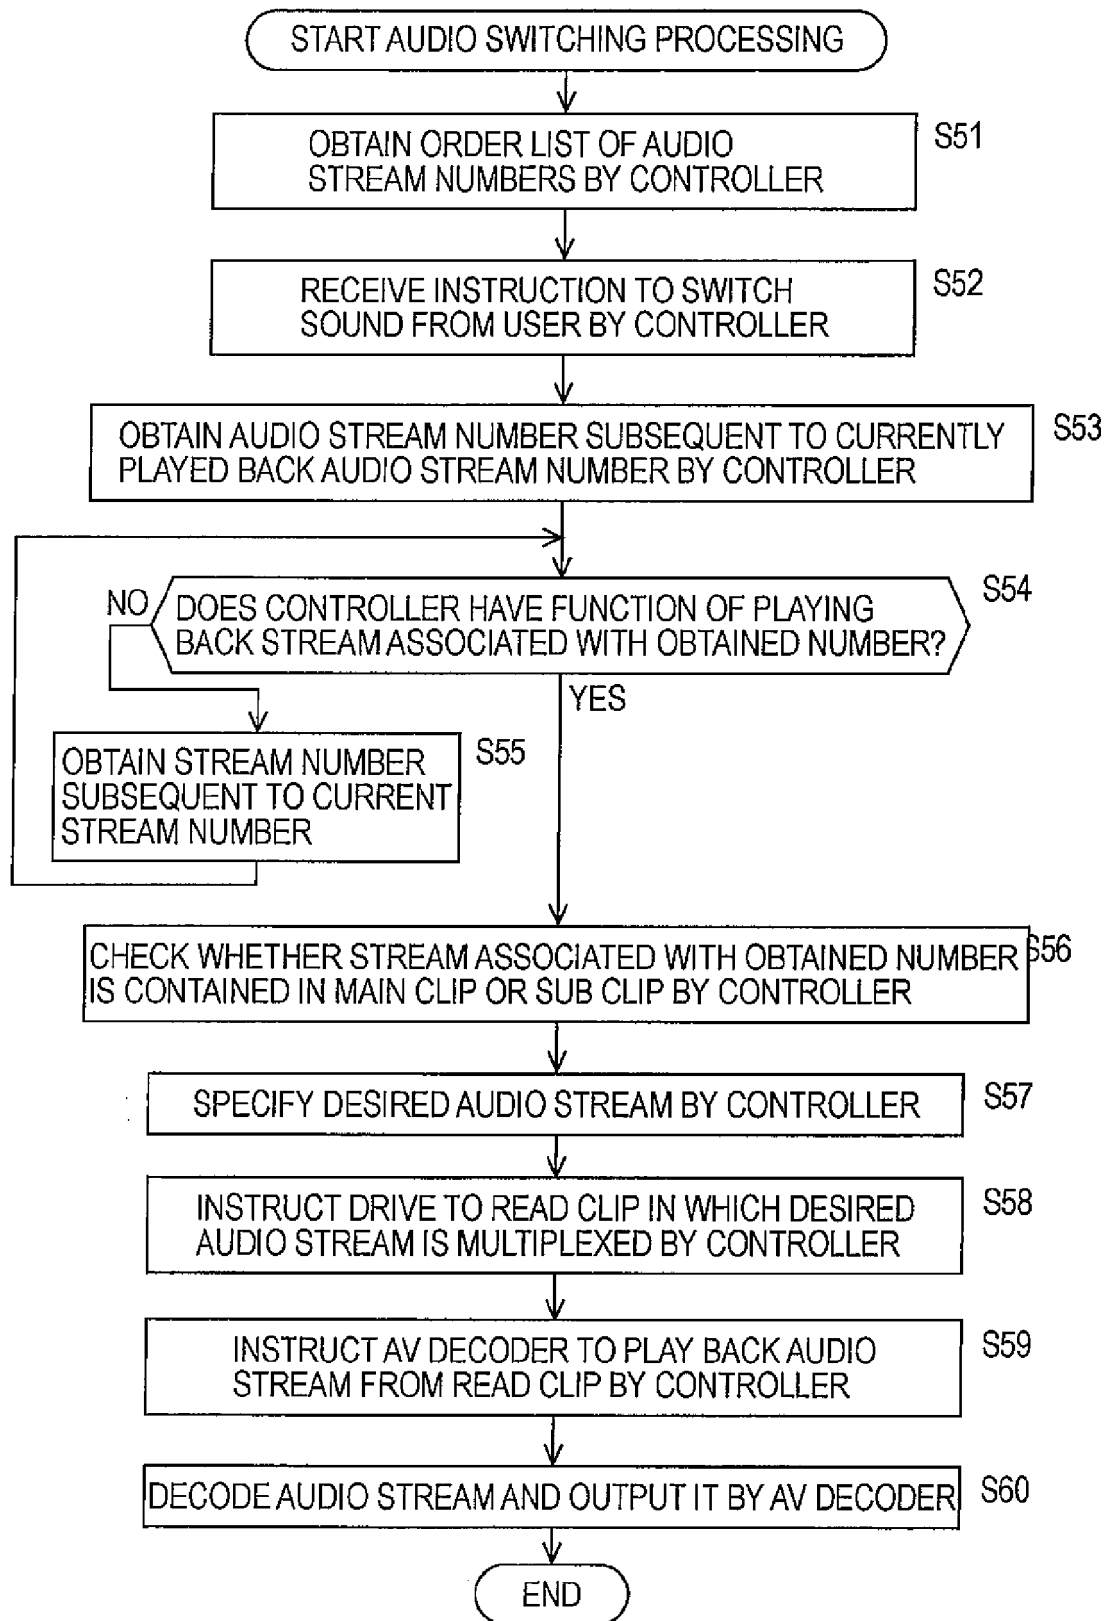 START AUDIO SWITCHING PROCESSING
OBTAIN ORDER LIST OF AUDIO
STREAM NUMBERS BY CONTROLLER
S51
RECEIVE INSTRUCTION TO SWITCH
SOUND FROM USER BY CONTROLLER
S52
OBTAIN AUDIO STREAM NUMBER SUBSEQUENT TO CURRENTLY
PLAYED BACK AUDIO STREAM NUMBER BY CONTROLLER
S53
DOES CONTROLLER HAVE FUNCTION OF PLAYING
BACK STREAM ASSOCIATED WITH OBTAINED NUMBER?
S54
NO
YES
OBTAIN STREAM NUMBER
SUBSEQUENT TO CURRENT
STREAM NUMBER
S55
CHECK WHETHER STREAM ASSOCIATED WITH OBTAINED NUMBER
IS CONTAINED IN MAIN CLIP OR SUB CLIP BY CONTROLLER
S56
SPECIFY DESIRED AUDIO STREAM BY CONTROLLER
S57
INSTRUCT DRIVE TO READ CLIP IN WHICH DESIRED
AUDIO STREAM IS MULTIPLEXED BY CONTROLLER
S58
INSTRUCT AV DECODER TO PLAY BACK AUDIO
STREAM FROM READ CLIP BY CONTROLLER
S59
DECODE AUDIO STREAM AND OUTPUT IT BY AV DECODER
S60
END